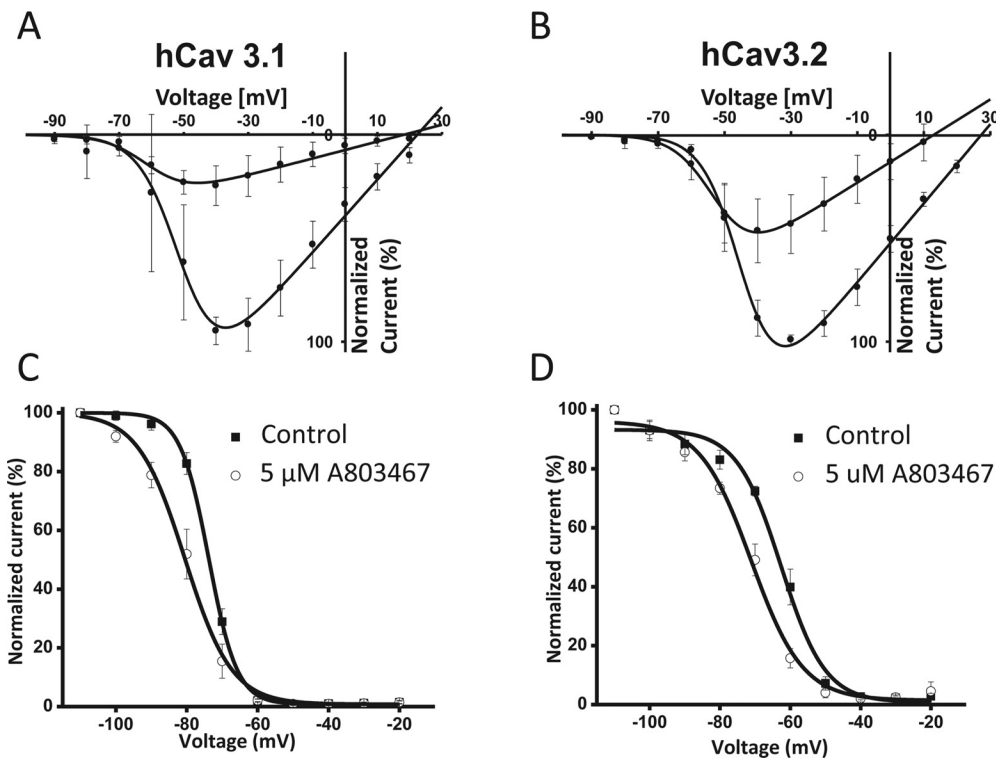 A
hCav 3.1
Voltage [mV]
-90 -70 -50 -30 -10 0 10 30
Normalized
Current (%)
100
B
hCav3.2
Voltage [mV]
-90 -70 -50 -30 -10 0 10 30
Normalized
Current (%)
100
C
Normalized current (%)
100
80
60
40
20
0
Control
5 μM A803467
-100 -80 -60 -40 -20
Voltage (mV)
D
Normalized current (%)
100
80
60
40
20
0
Control
5 uM A803467
-100 -80 -60 -40 -20
Voltage (mV)